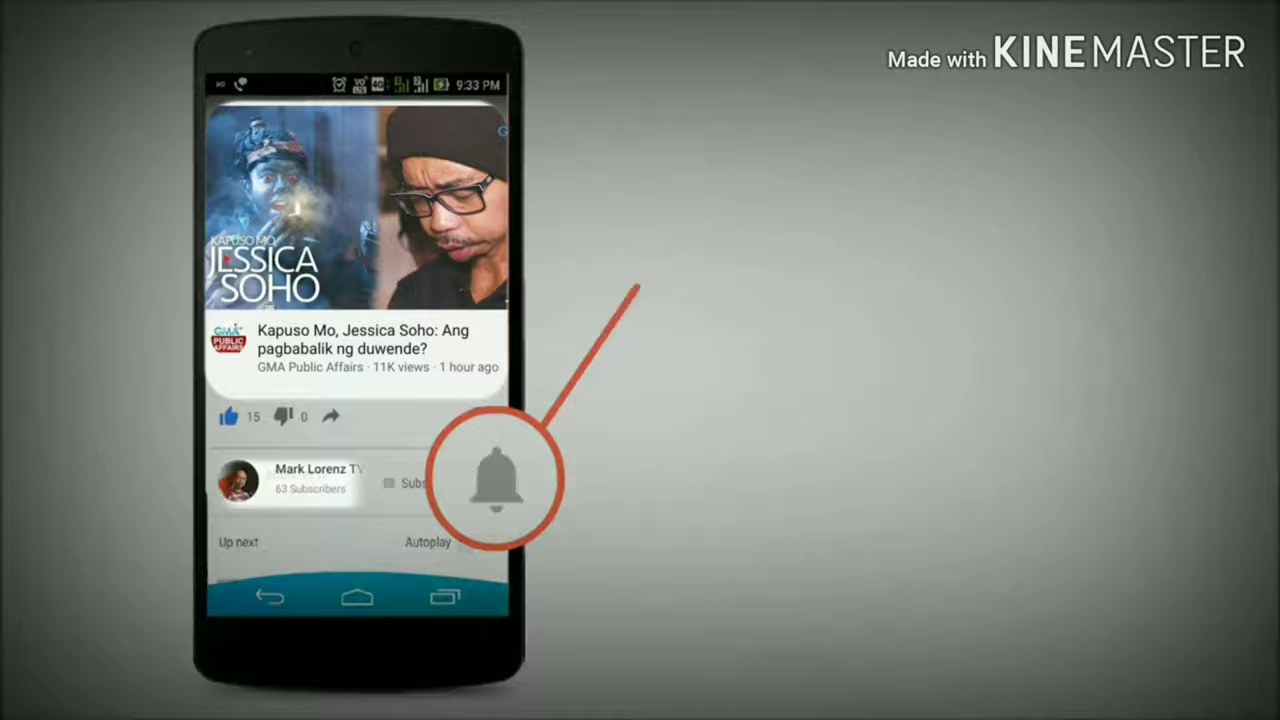 Made with KINEMASTER
9:33 PM
KAPUSO MO,
JESSICA
SOHO
GMA
PUBLIC
AFFAIRS
Kapuso Mo, Jessica Soho: Ang
pagbabalik ng duwende?
GMA Public Affairs · 11K views · 1 hour ago
15
0
Mark Lorenz TV
63 Subscribers
Subs
Up next
Autoplay